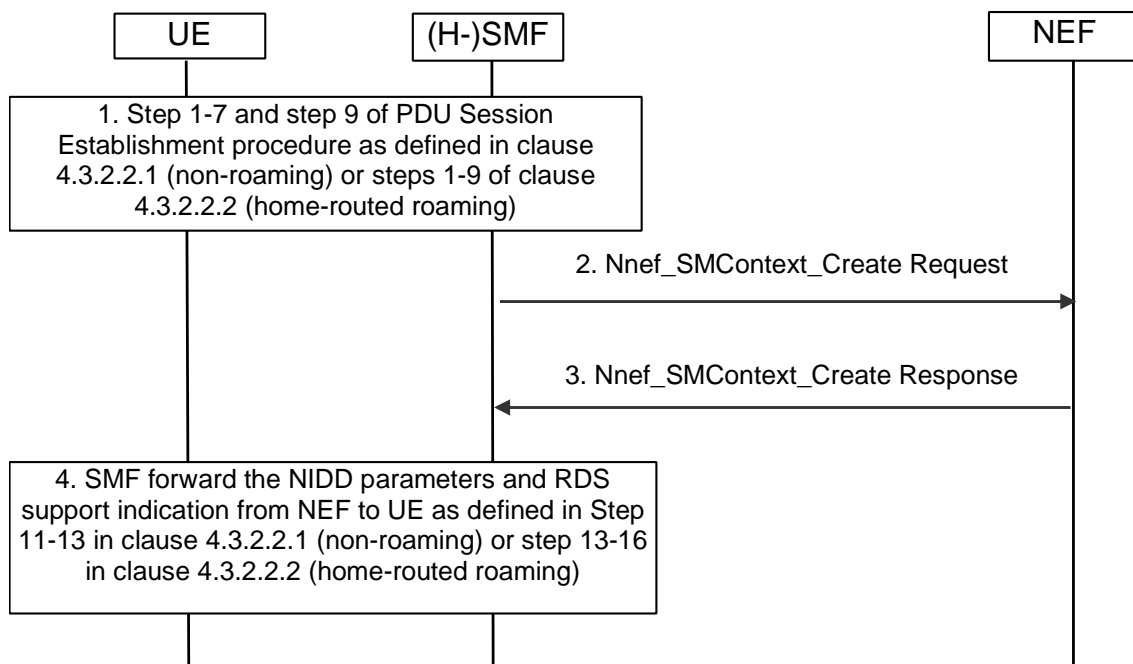 UE
(H-)SMF
NEF
1. Step 1-7 and step 9 of PDU Session
Establishment procedure as defined in clause
4.3.2.2.1 (non-roaming) or steps 1-9 of clause
4.3.2.2.2 (home-routed roaming)
2. Nnef_SMContext_Create Request
3. Nnef_SMContext_Create Response
4. SMF forward the NIDD parameters and RDS
support indication from NEF to UE as defined in Step
11-13 in clause 4.3.2.2.1 (non-roaming) or step 13-16
in clause 4.3.2.2.2 (home-routed roaming)